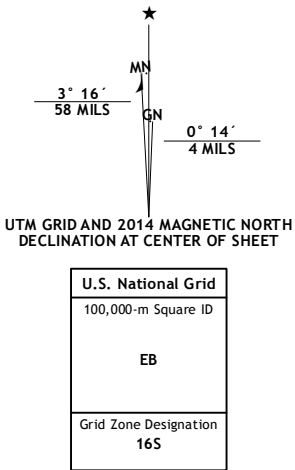 ★
MN
3° 16´
58 MILS
GN
0° 14´
4 MILS
UTM GRID AND 2014 MAGNETIC NORTH
DECLINATION AT CENTER OF SHEET
U.S. National Grid
100,000-m Square ID
EB
Grid Zone Designation
16S